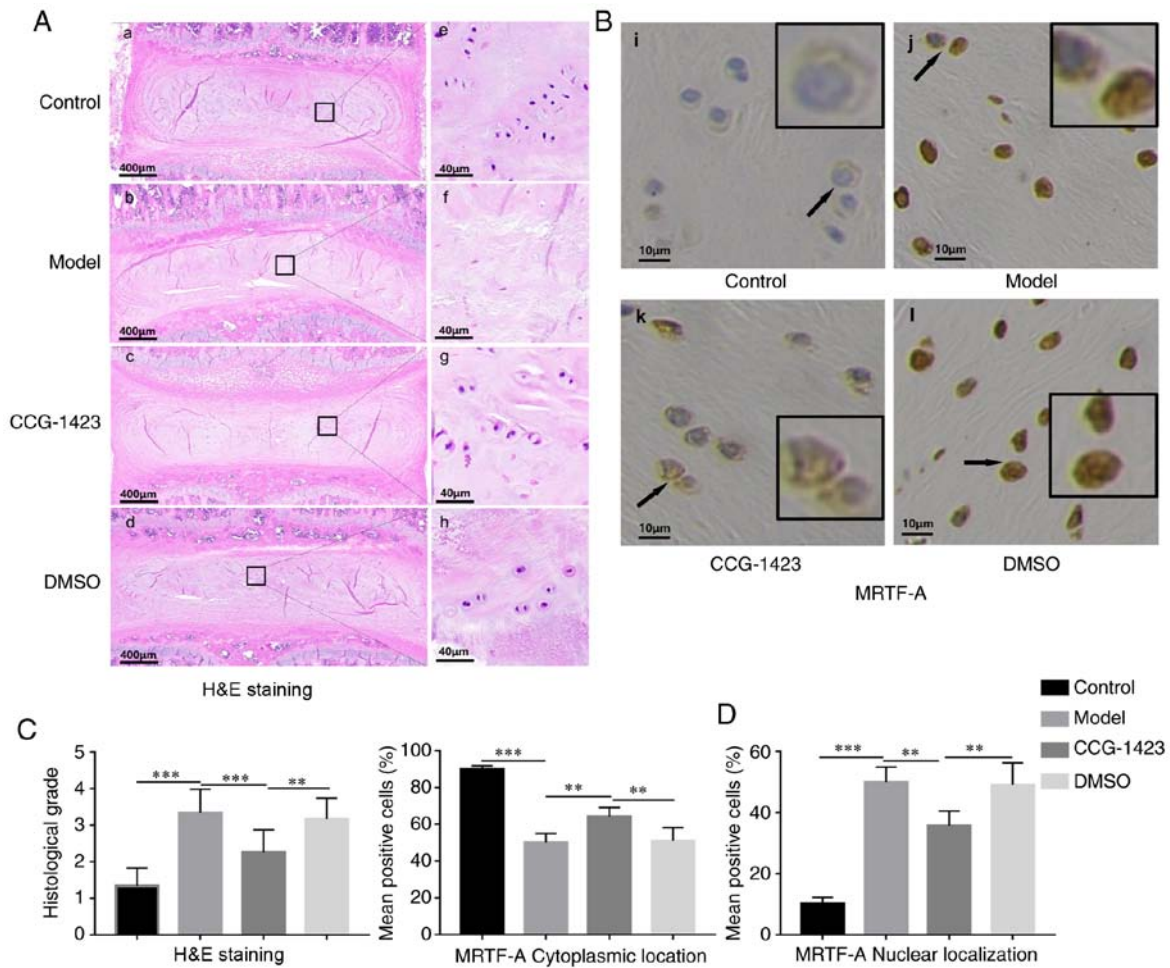 A
B
a
e
Control
400μm
40μm
b
f
Model
400μm
40μm
c
g
CCG-1423
400μm
40μm
d
h
DMSO
400μm
40μm
H&E staining
i
j
10μm
10μm
Control
Model
k
l
10μm
10μm
CCG-1423
DMSO
MRTF-A
C
Histological grade
5
4
3
2
1
0
***
***
**
H&E staining
Mean positive cells (%)
100
80
60
40
20
0
***
**
**
MRTF-A Cytoplasmic location
D
Mean positive cells (%)
60
40
20
0
***
**
**
MRTF-A Nuclear localization
Control
Model
CCG-1423
DMSO